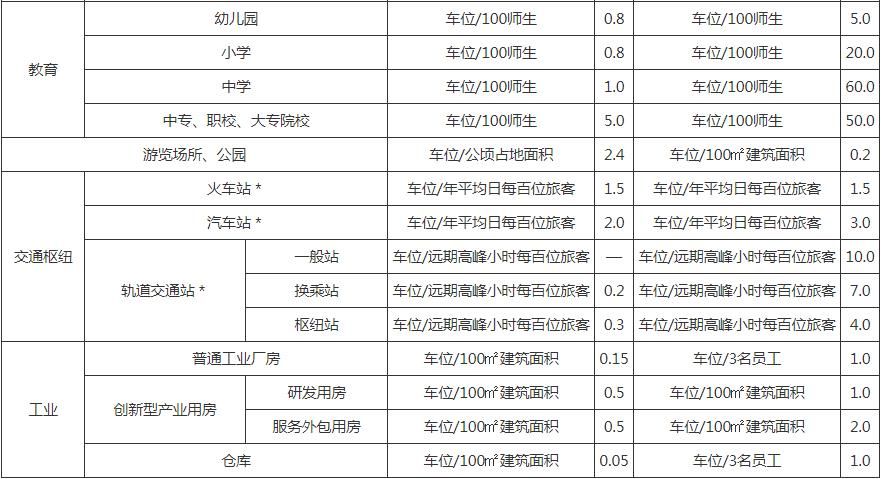 教育 幼儿园 车位/100师生 0.8 车位/100师生 5.0
小学 车位/100师生 0.8 车位/100师生 20.0
中学 车位/100师生 1.0 车位/100师生 60.0
中专、职校、大专院校 车位/100师生 5.0 车位/100师生 50.0
游览场所、公园 车位/公顷占地面积 2.4 车位/100㎡建筑面积 0.2
交通枢纽 火车站 * 车位/年平均日每百位旅客 1.5 车位/年平均日每百位旅客 1.5
汽车站 * 车位/年平均日每百位旅客 2.0 车位/年平均日每百位旅客 3.0
轨道交通站 * 一般站 车位/远期高峰小时每百位旅客 — 车位/远期高峰小时每百位旅客 10.0
换乘站 车位/远期高峰小时每百位旅客 0.2 车位/远期高峰小时每百位旅客 7.0
枢纽站 车位/远期高峰小时每百位旅客 0.3 车位/远期高峰小时每百位旅客 4.0
工业 普通工业厂房 车位/100㎡建筑面积 0.15 车位/3名员工 1.0
创新型产业用房 研发用房 车位/100㎡建筑面积 0.5 车位/100㎡建筑面积 1.0
服务外包用房 车位/100㎡建筑面积 0.5 车位/100㎡建筑面积 2.0
仓库 车位/100㎡建筑面积 0.05 车位/3名员工 1.0